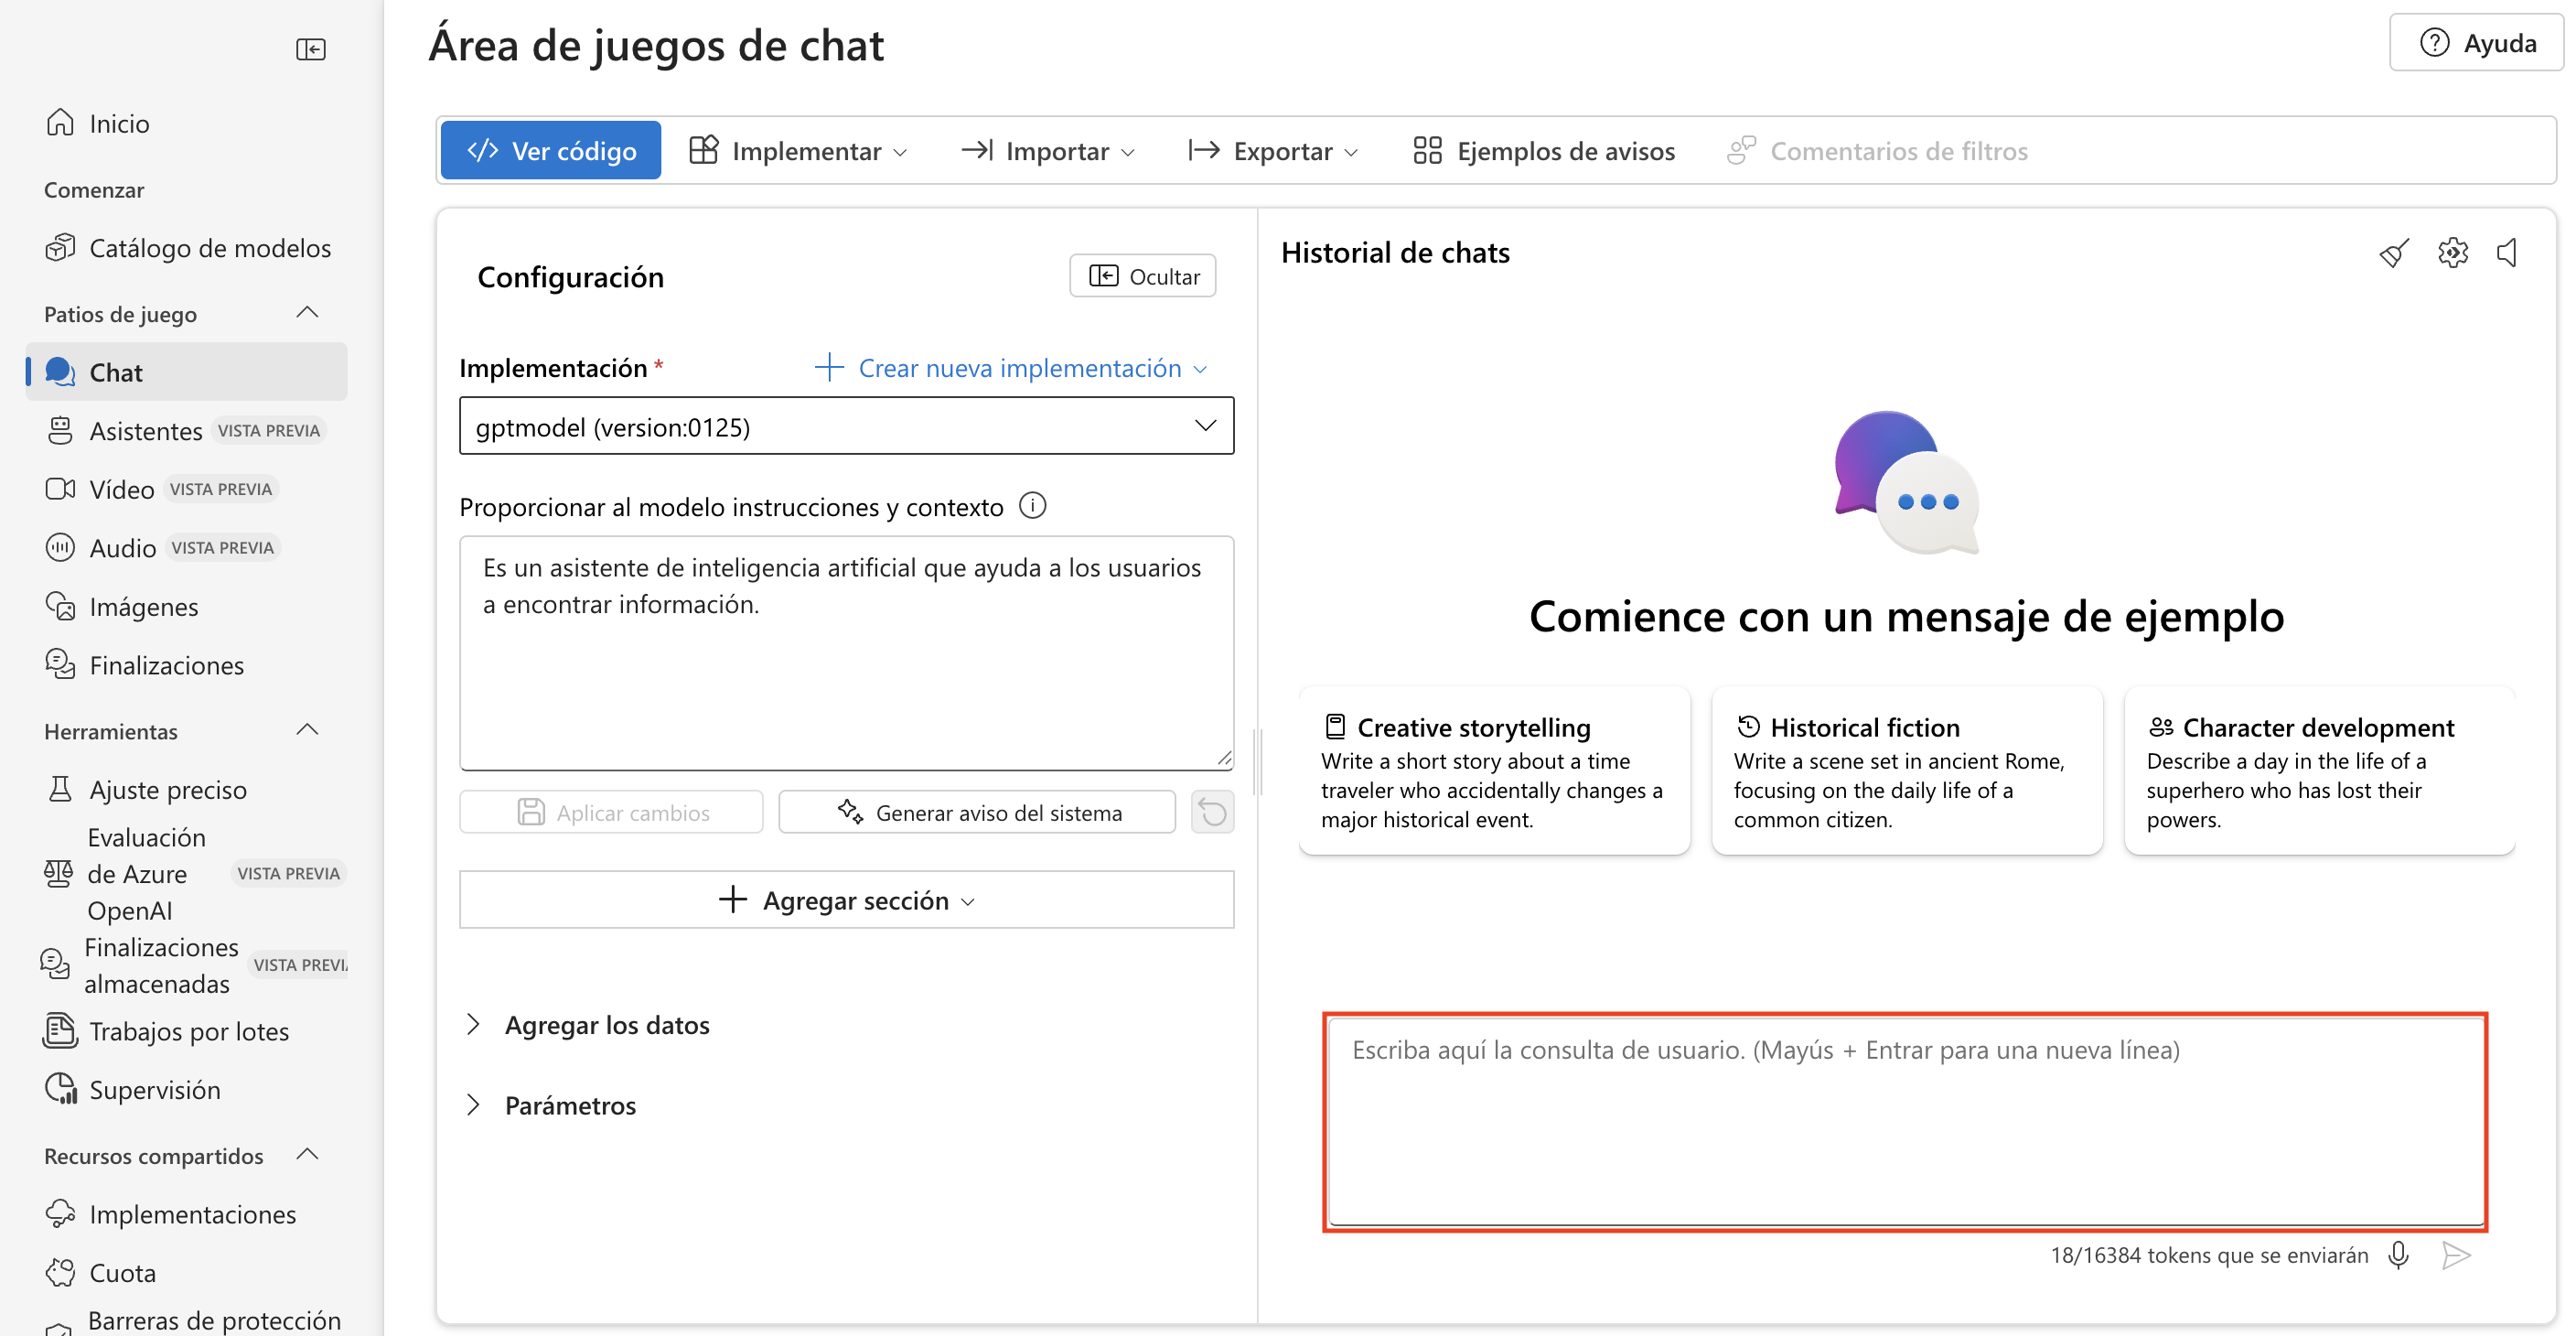 Área de juegos de chat
Ayuda
Inicio
Comenzar
Catálogo de modelos
Patios de juego
Chat
Asistentes VISTA PREVIA
Vídeo VISTA PREVIA
Audio VISTA PREVIA
Imágenes
Finalizaciones
Herramientas
Ajuste preciso
Evaluación
de Azure VISTA PREVIA
OpenAI
Finalizaciones
almacenadas
VISTA PREVIA
Trabajos por lotes
Supervisión
Recursos compartidos
Implementaciones
Cuota
Barreras de protección
</> Ver código
Implementar
Importar
Exportar
Ejemplos de avisos
Comentarios de filtros
Configuración
Ocultar
Implementación *
Crear nueva implementación
gptmodel (version:0125)
Proporcionar al modelo instrucciones y contexto
Es un asistente de inteligencia artificial que ayuda a los usuarios
a encontrar información.
Aplicar cambios
Generar aviso del sistema
Agregar sección
Agregar los datos
Parámetros
Historial de chats
Comience con un mensaje de ejemplo
Creative storytelling
Write a short story about a time
traveler who accidentally changes a
major historical event.
Historical fiction
Write a scene set in ancient Rome,
focusing on the daily life of a
common citizen.
Character development
Describe a day in the life of a
superhero who has lost their
powers.
Escriba aquí la consulta de usuario. (Mayús + Entrar para una nueva línea)
18/16384 tokens que se enviarán